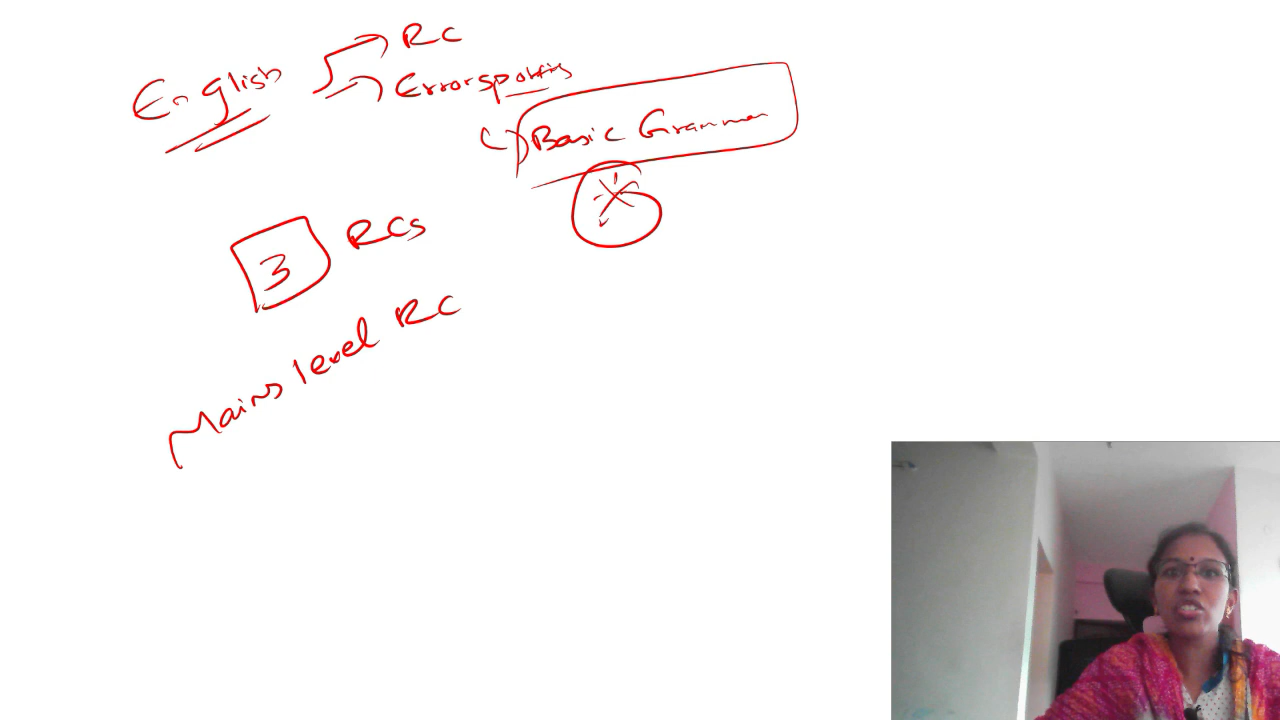 English
RC
Errorspotting
Basic Grammar
3 RCs
Mains level RC